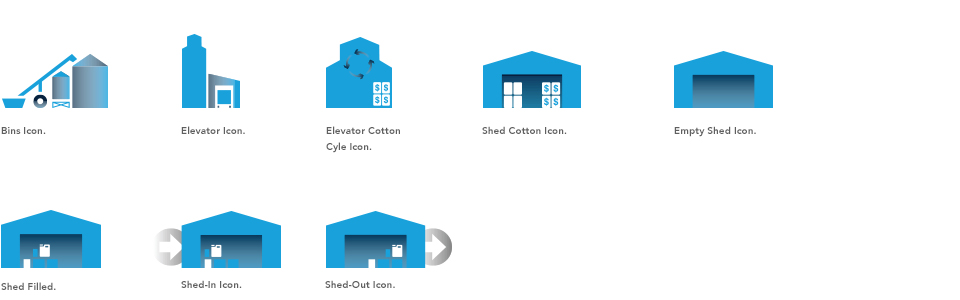 Bins Icon.
Elevator Icon.
Elevator Cotton
Cyle Icon.
$ $
$ $
Shed Cotton Icon.
$ $
$ $
Empty Shed Icon.
Shed Filled.
Shed-In Icon.
Shed-Out Icon.